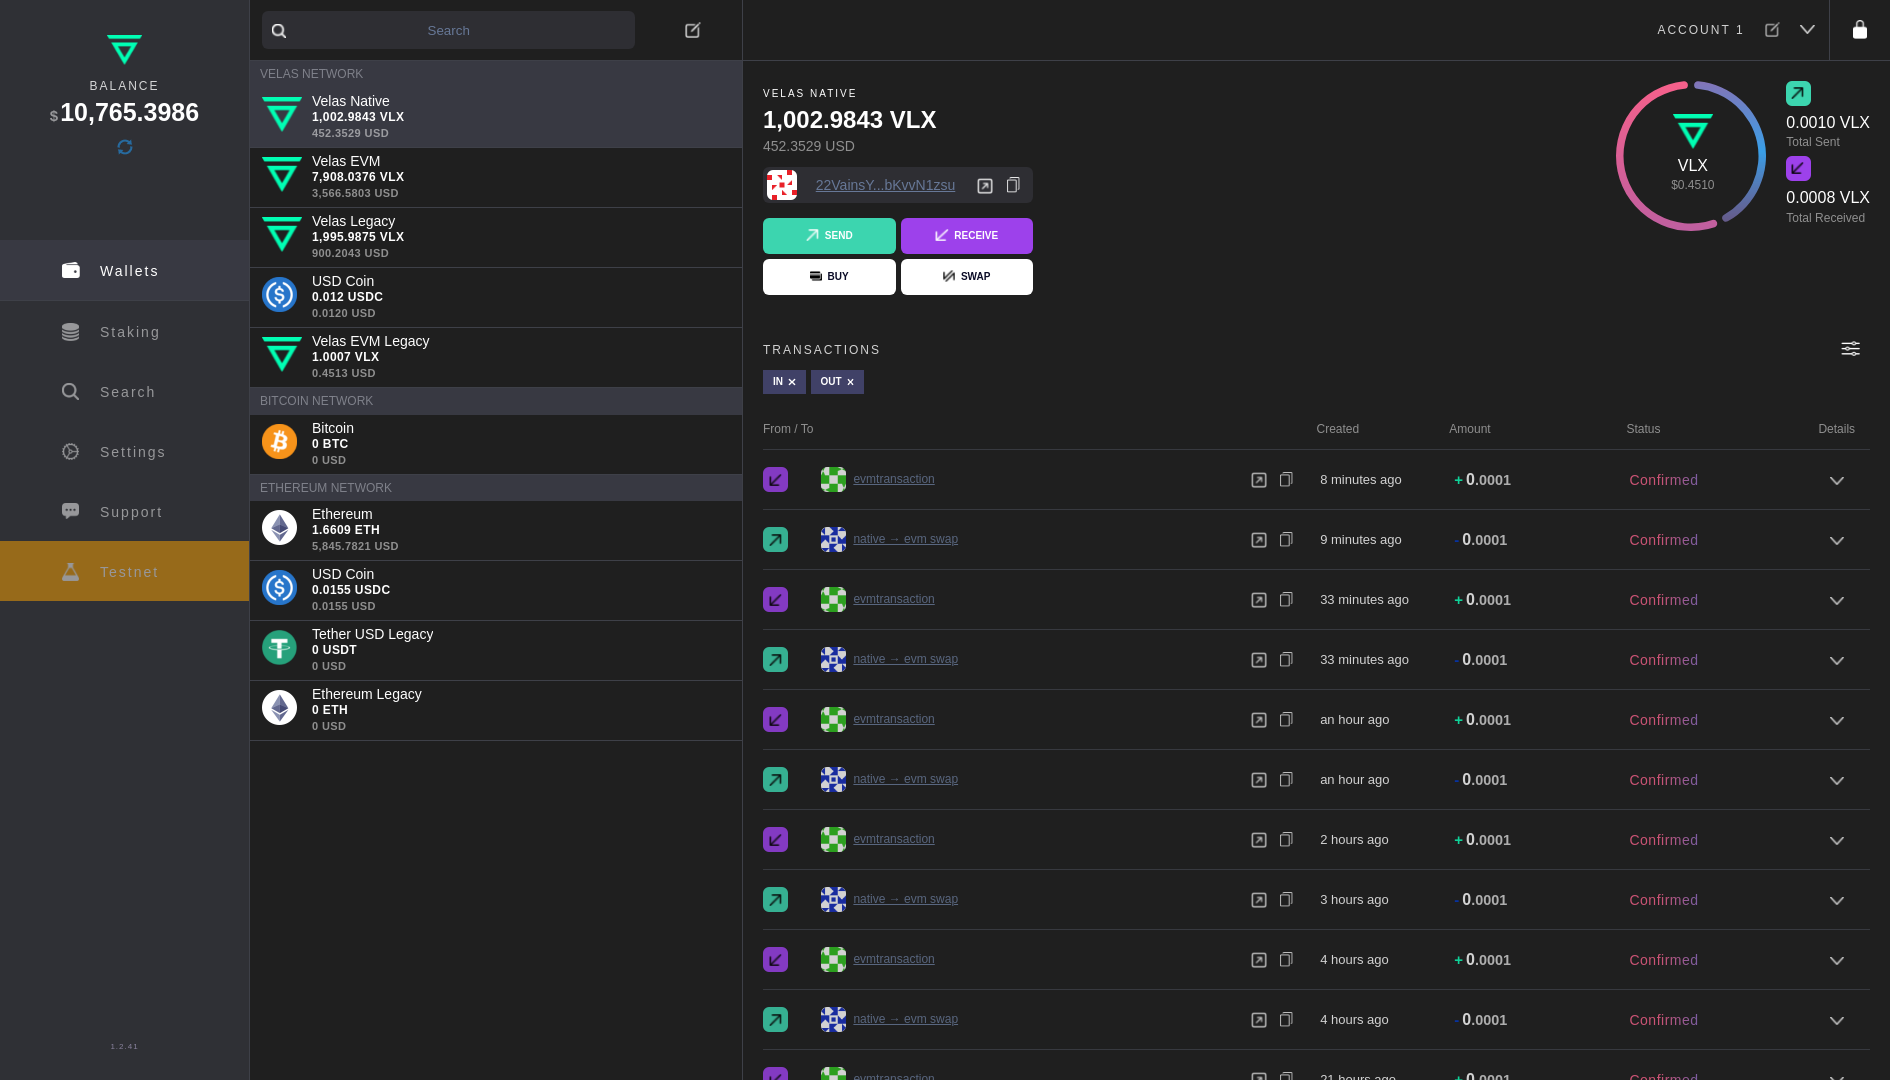 BALANCE
$10,765.3986
Wallets
Staking
Search
Settings
Support
Testnet
1.2.41
Search
VELAS NETWORK
Velas Native
1,002.9843 VLX
452.3529 USD
Velas EVM
7,908.0376 VLX
3,566.5803 USD
Velas Legacy
1,995.9875 VLX
900.2043 USD
USD Coin
0.012 USDC
0.0120 USD
Velas EVM Legacy
1.0007 VLX
0.4513 USD
BITCOIN NETWORK
Bitcoin
0 BTC
0 USD
ETHEREUM NETWORK
Ethereum
1.6609 ETH
5,845.7821 USD
USD Coin
0.0155 USDC
0.0155 USD
Tether USD Legacy
0 USDT
0 USD
Ethereum Legacy
0 ETH
0 USD
ACCOUNT 1
VELAS NATIVE
1,002.9843 VLX
452.3529 USD
22VainsY...bKvvN1zsu
SEND
RECEIVE
BUY
SWAP
VLX
$0.4510
0.0010 VLX
Total Sent
0.0008 VLX
Total Received
TRANSACTIONS
IN ×
OUT ×
From / To Created Amount Status Details
evmtransaction 8 minutes ago + 0.0001 Confirmed
native → evm swap 9 minutes ago - 0.0001 Confirmed
evmtransaction 33 minutes ago + 0.0001 Confirmed
native → evm swap 33 minutes ago - 0.0001 Confirmed
evmtransaction an hour ago + 0.0001 Confirmed
native → evm swap an hour ago - 0.0001 Confirmed
evmtransaction 2 hours ago + 0.0001 Confirmed
native → evm swap 3 hours ago - 0.0001 Confirmed
evmtransaction 4 hours ago + 0.0001 Confirmed
native → evm swap 4 hours ago - 0.0001 Confirmed
evmtransaction 21 hours ago + 0.0001 Confirmed